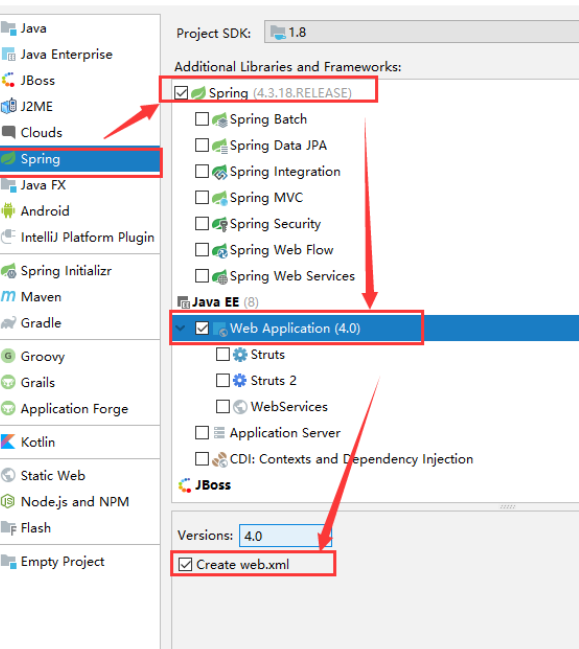 Java
Java Enterprise
JBoss
J2ME
Clouds
Spring
Java FX
Android
IntelliJ Platform Plugin
Spring Initializr
Maven
Gradle
Groovy
Grails
Application Forge
Kotlin
Static Web
Node.js and NPM
Flash
Empty Project
Project SDK: 1.8
Additional Libraries and Frameworks:
Spring (4.3.18.RELEASE)
Spring Batch
Spring Data JPA
Spring Integration
Spring MVC
Spring Security
Spring Web Flow
Spring Web Services
Java EE (8)
Web Application (4.0)
Struts
Struts 2
WebServices
Application Server
CDI: Contexts and Dependency Injection
JBoss
Versions: 4.0
Create web.xml